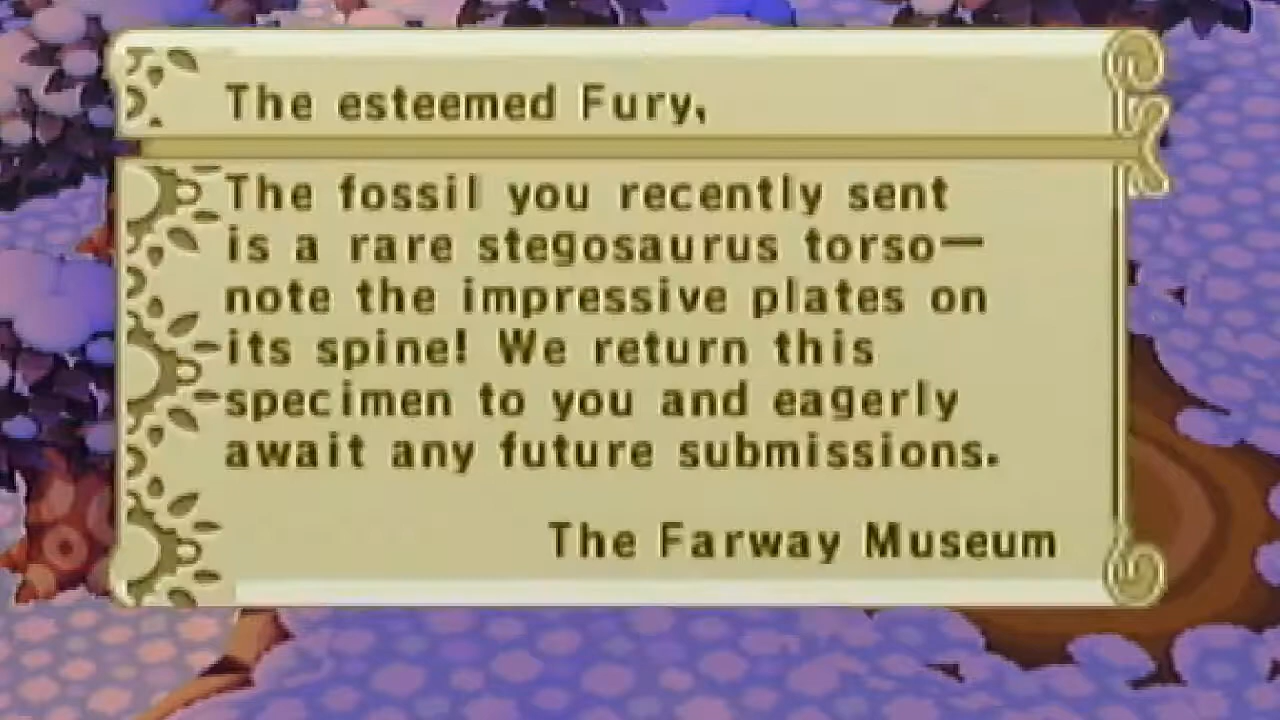 The esteemed Fury,
The fossil you recently sent
is a rare stegosaurus torso—
note the impressive plates on
its spine! We return this
specimen to you and eagerly
await any future submissions.
The Farway Museum